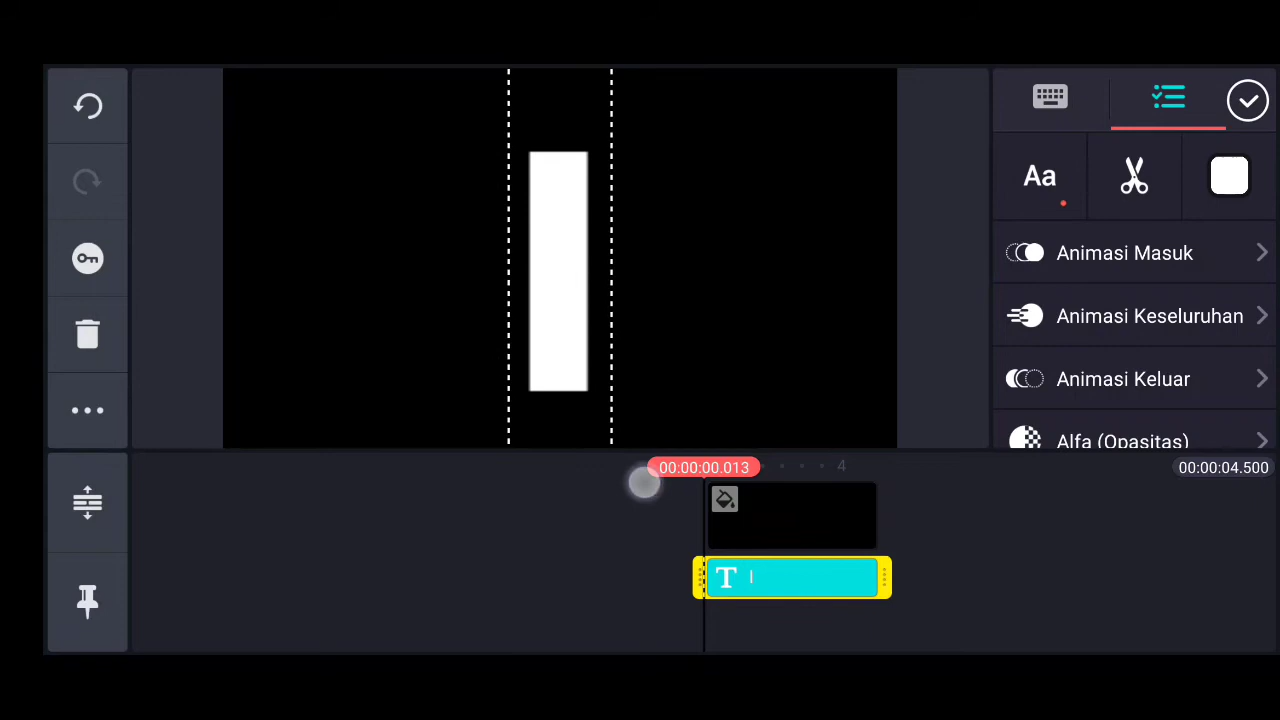 Aa
Animasi Masuk
Animasi Keseluruhan
Animasi Keluar
Alfa (Opasitas)
00:00:00.013
4
00:00:04.500
T I